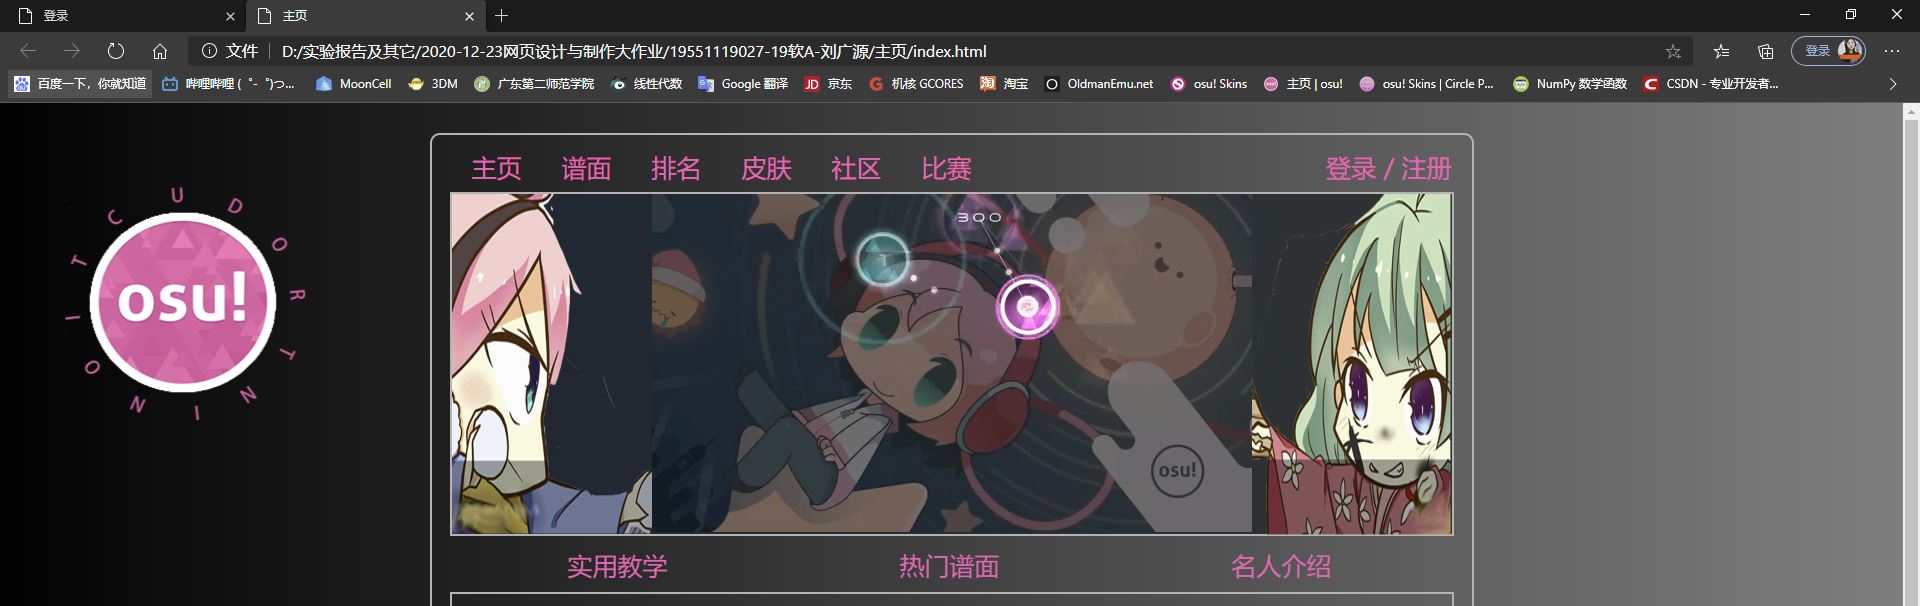 登录
主页
文件 D:/实验报告及其它/2020-12-23网页设计与制作大作业/19551119027-19软A-刘广源/主页/index.html
登录
百度一下，你就知道 哔哩哔哩 (゜-゜)つ... MoonCell 3DM 广东第二师范学院 线性代数 Google 翻译 京东 机核 GCORES 淘宝 OldmanEmu.net osu! Skins 主页 | osu! osu! Skins | Circle P... NumPy 数学函数 CSDN - 专业开发者...
主页 谱面 排名 皮肤 社区 比赛 登录 / 注册
INTRODUCTION
osu!
300
1
osu!
实用教学 热门谱面 名人介绍